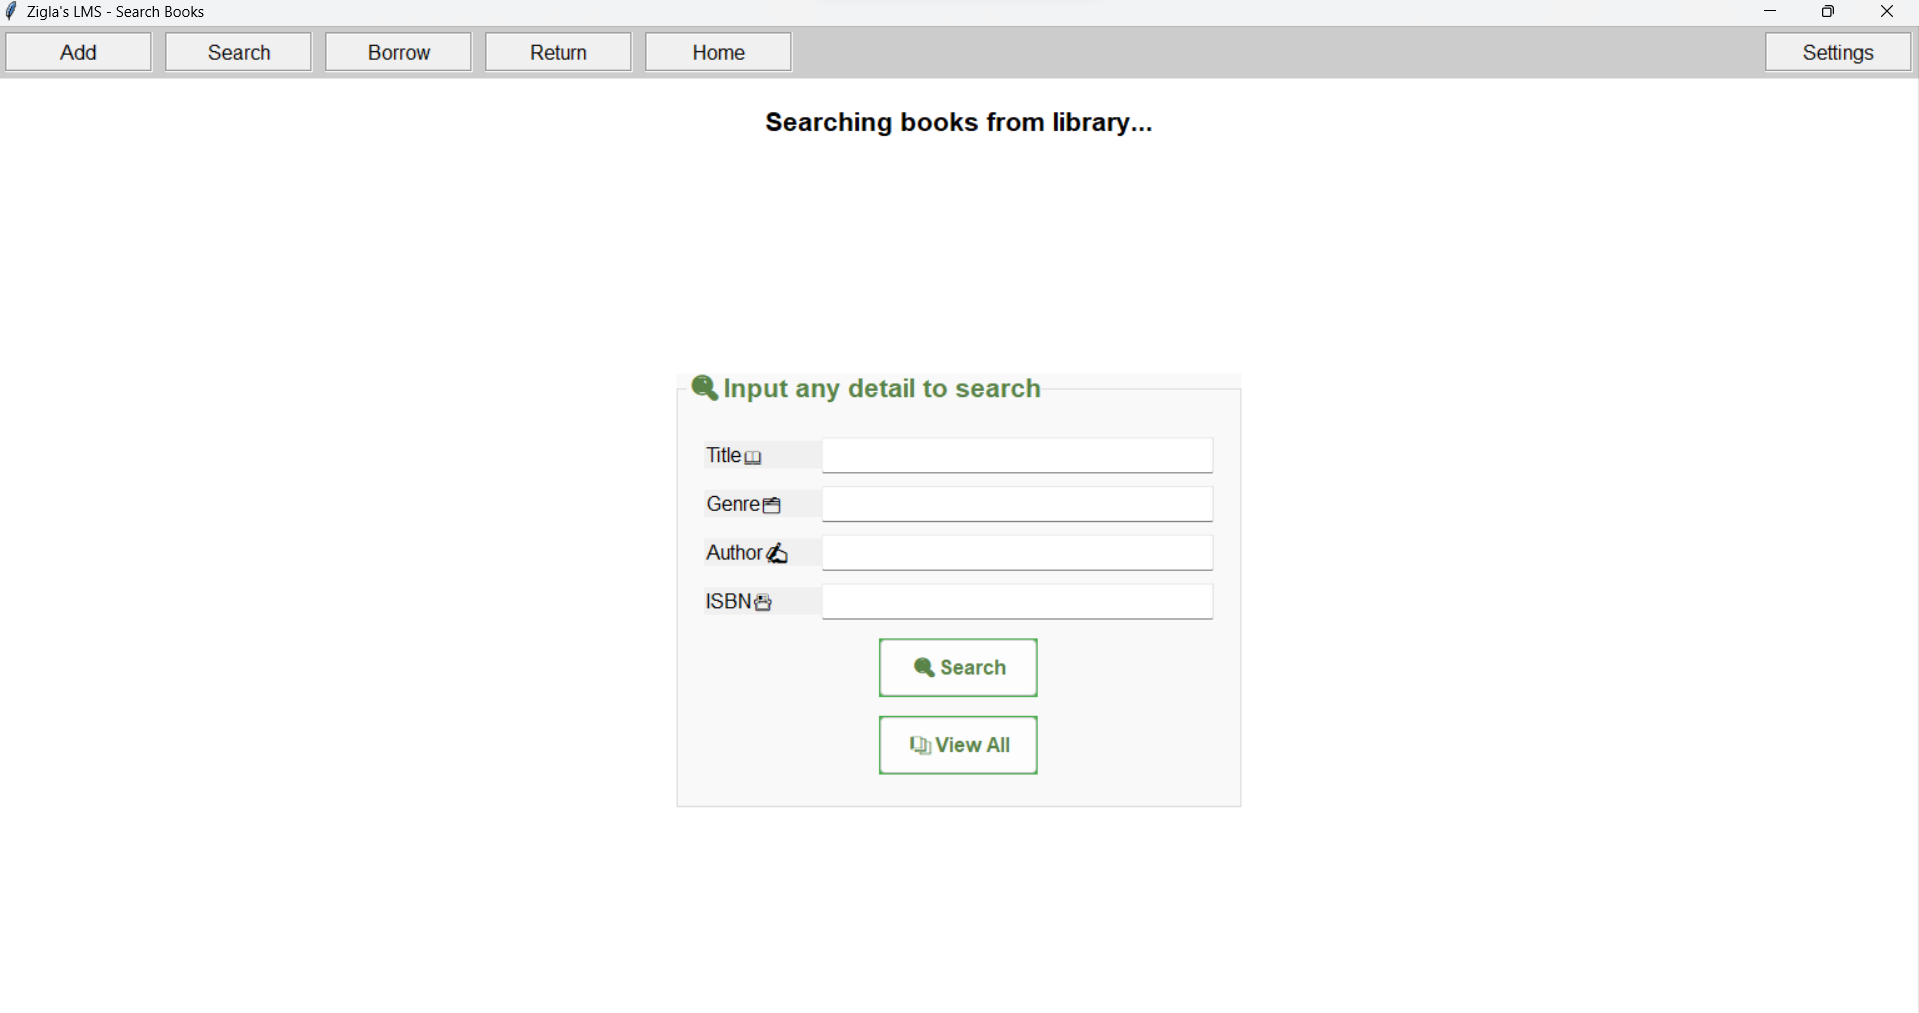 Zigla's LMS - Search Books
Add Search Borrow Return Home Settings
Searching books from library...
Input any detail to search
Title
Genre
Author
ISBN
Search
View All